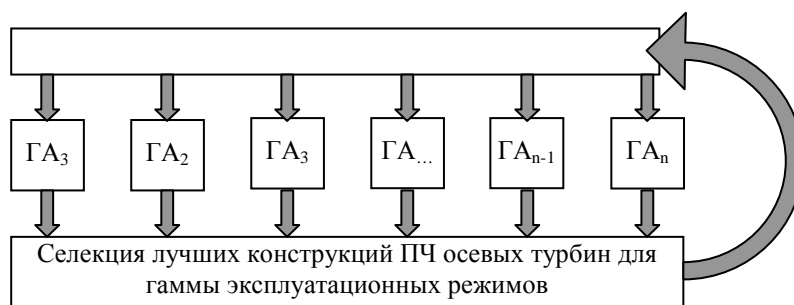 ГА₃ ГА₂ ГА₃ ГА... ГАₙ₋₁ ГАₙ
Селекция лучших конструкций ПЧ осевых турбин для
гаммы эксплуатационных режимов